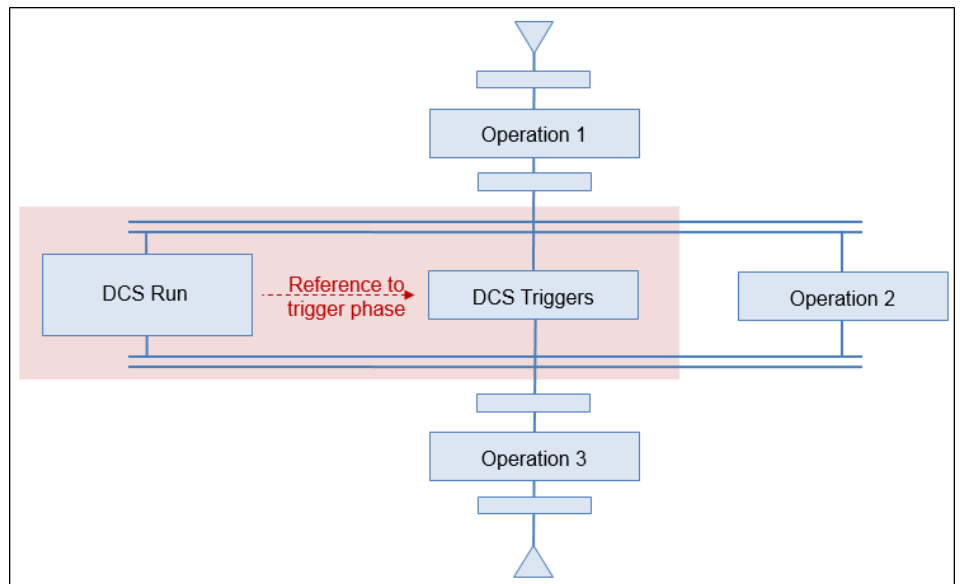 Operation 1
DCS Run
Reference to
trigger phase
DCS Triggers
Operation 2
Operation 3